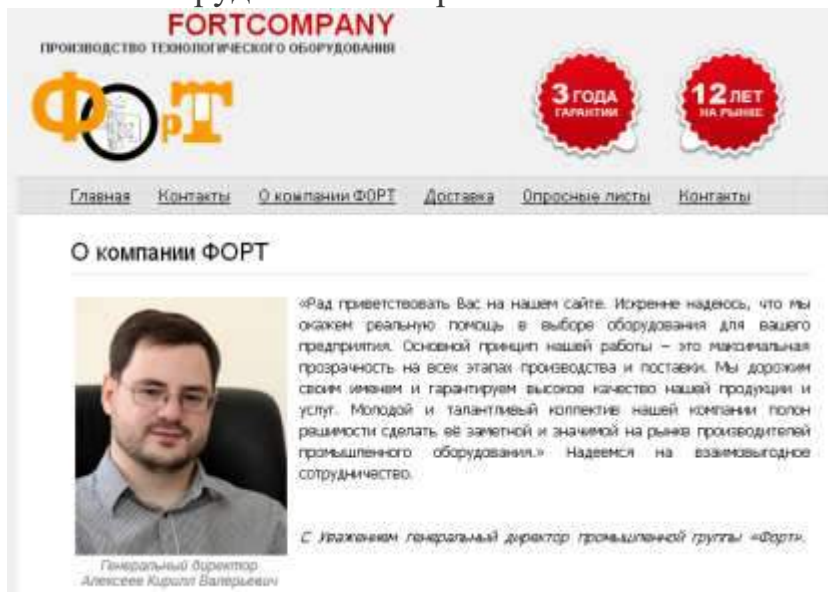 FORTCOMPANY
ПРОИЗВОДСТВО ТЕХНОЛОГИЧЕСКОГО ОБОРУДОВАНИЯ
ФОРТ
3 ГОДА
ГАРАНТИИ
12 ЛЕТ
НА РЫНКЕ
Главная Контакты О компании ФОРТ Доставка Опросные листы Контакты
О компании ФОРТ
«Рад приветствовать Вас на нашем сайте. Искренне надеюсь, что мы
окажем реальную помощь в выборе оборудования для вашего
предприятия. Основной принцип нашей работы – это максимальная
прозрачность на всех этапах производства и поставки. Мы дорожим
своим именем и гарантируем высокое качество нашей продукции и
услуг. Молодой и талантливый коллектив нашей компании полон
решимости сделать её заметной и значимой на рынке производителей
промышленного оборудования.» Надеемся на взаимовыгодное
сотрудничество.
С Уважением генеральный директор промышленной группы «Форт».
Генеральный директор
Алексеев Кирилл Валерьевич